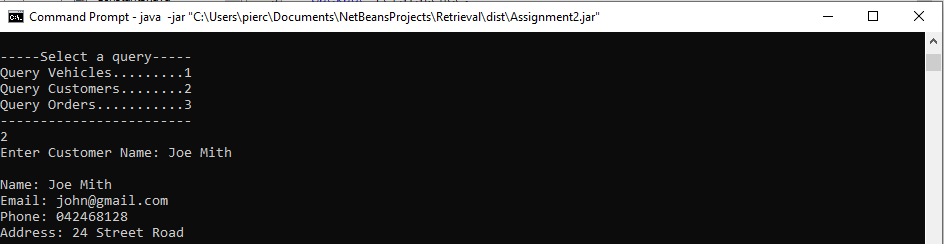 Command Prompt - java -jar "C:\Users\pierc\Documents\NetBeansProjects\Retrieval\dist\Assignment2.jar"
-----Select a query-----
Query Vehicles.........1
Query Customers........2
Query Orders...........3
------------------------
2
Enter Customer Name: Joe Mith
Name: Joe Mith
Email: john@gmail.com
Phone: 042468128
Address: 24 Street Road